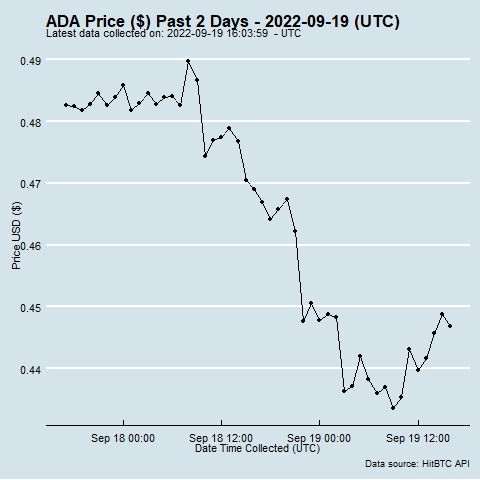 ADA Price ($) Past 2 Days - 2022-09-19 (UTC)
Latest data collected on: 2022-09-19 16:03:59 - UTC
0.49
0.48
0.47
0.46
0.45
0.44
Price USD ($)
Sep 18 00:00 Sep 18 12:00 Sep 19 00:00 Sep 19 12:00
Date Time Collected (UTC)
Data source: HitBTC API